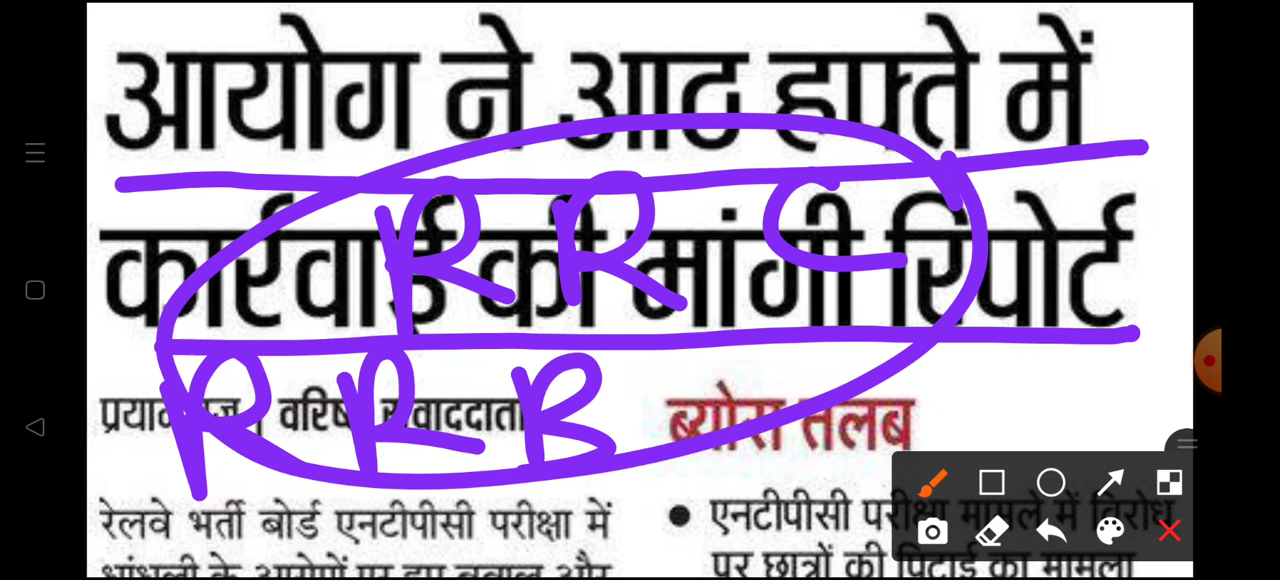 आयोग ने आठ हफ्ते में
कार्रवाई की मांगी रिपोर्ट
RRC
RRB
प्रयागराज | वरिष्ठ संवाददाता
ब्योरा तलब
रेलवे भर्ती बोर्ड एनटीपीसी परीक्षा में
● एनटीपीसी परीक्षा मामले में विरोध
पर छात्रों की पिटाई का मामला